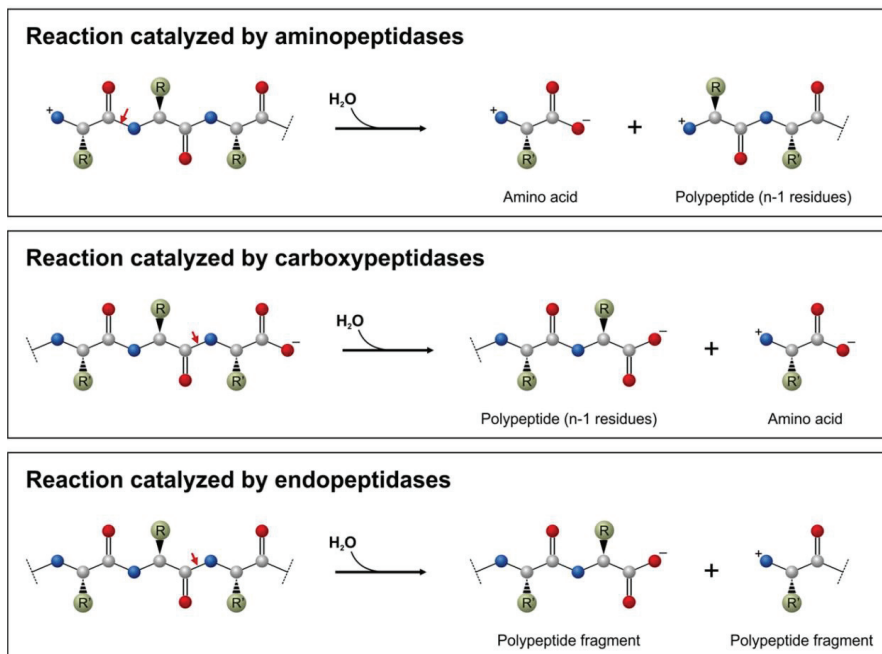 Reaction catalyzed by aminopeptidases
R
R
H₂O
+
+
+
+
–
R'
R'
R'
R'
Amino acid
Polypeptide (n-1 residues)
Reaction catalyzed by carboxypeptidases
R
R
H₂O
–
–
+
–
+
R'
R'
R'
R'
Polypeptide (n-1 residues)
Amino acid
Reaction catalyzed by endopeptidases
R
R
H₂O
–
+
+
R'
R'
R'
R'
Polypeptide fragment
Polypeptide fragment